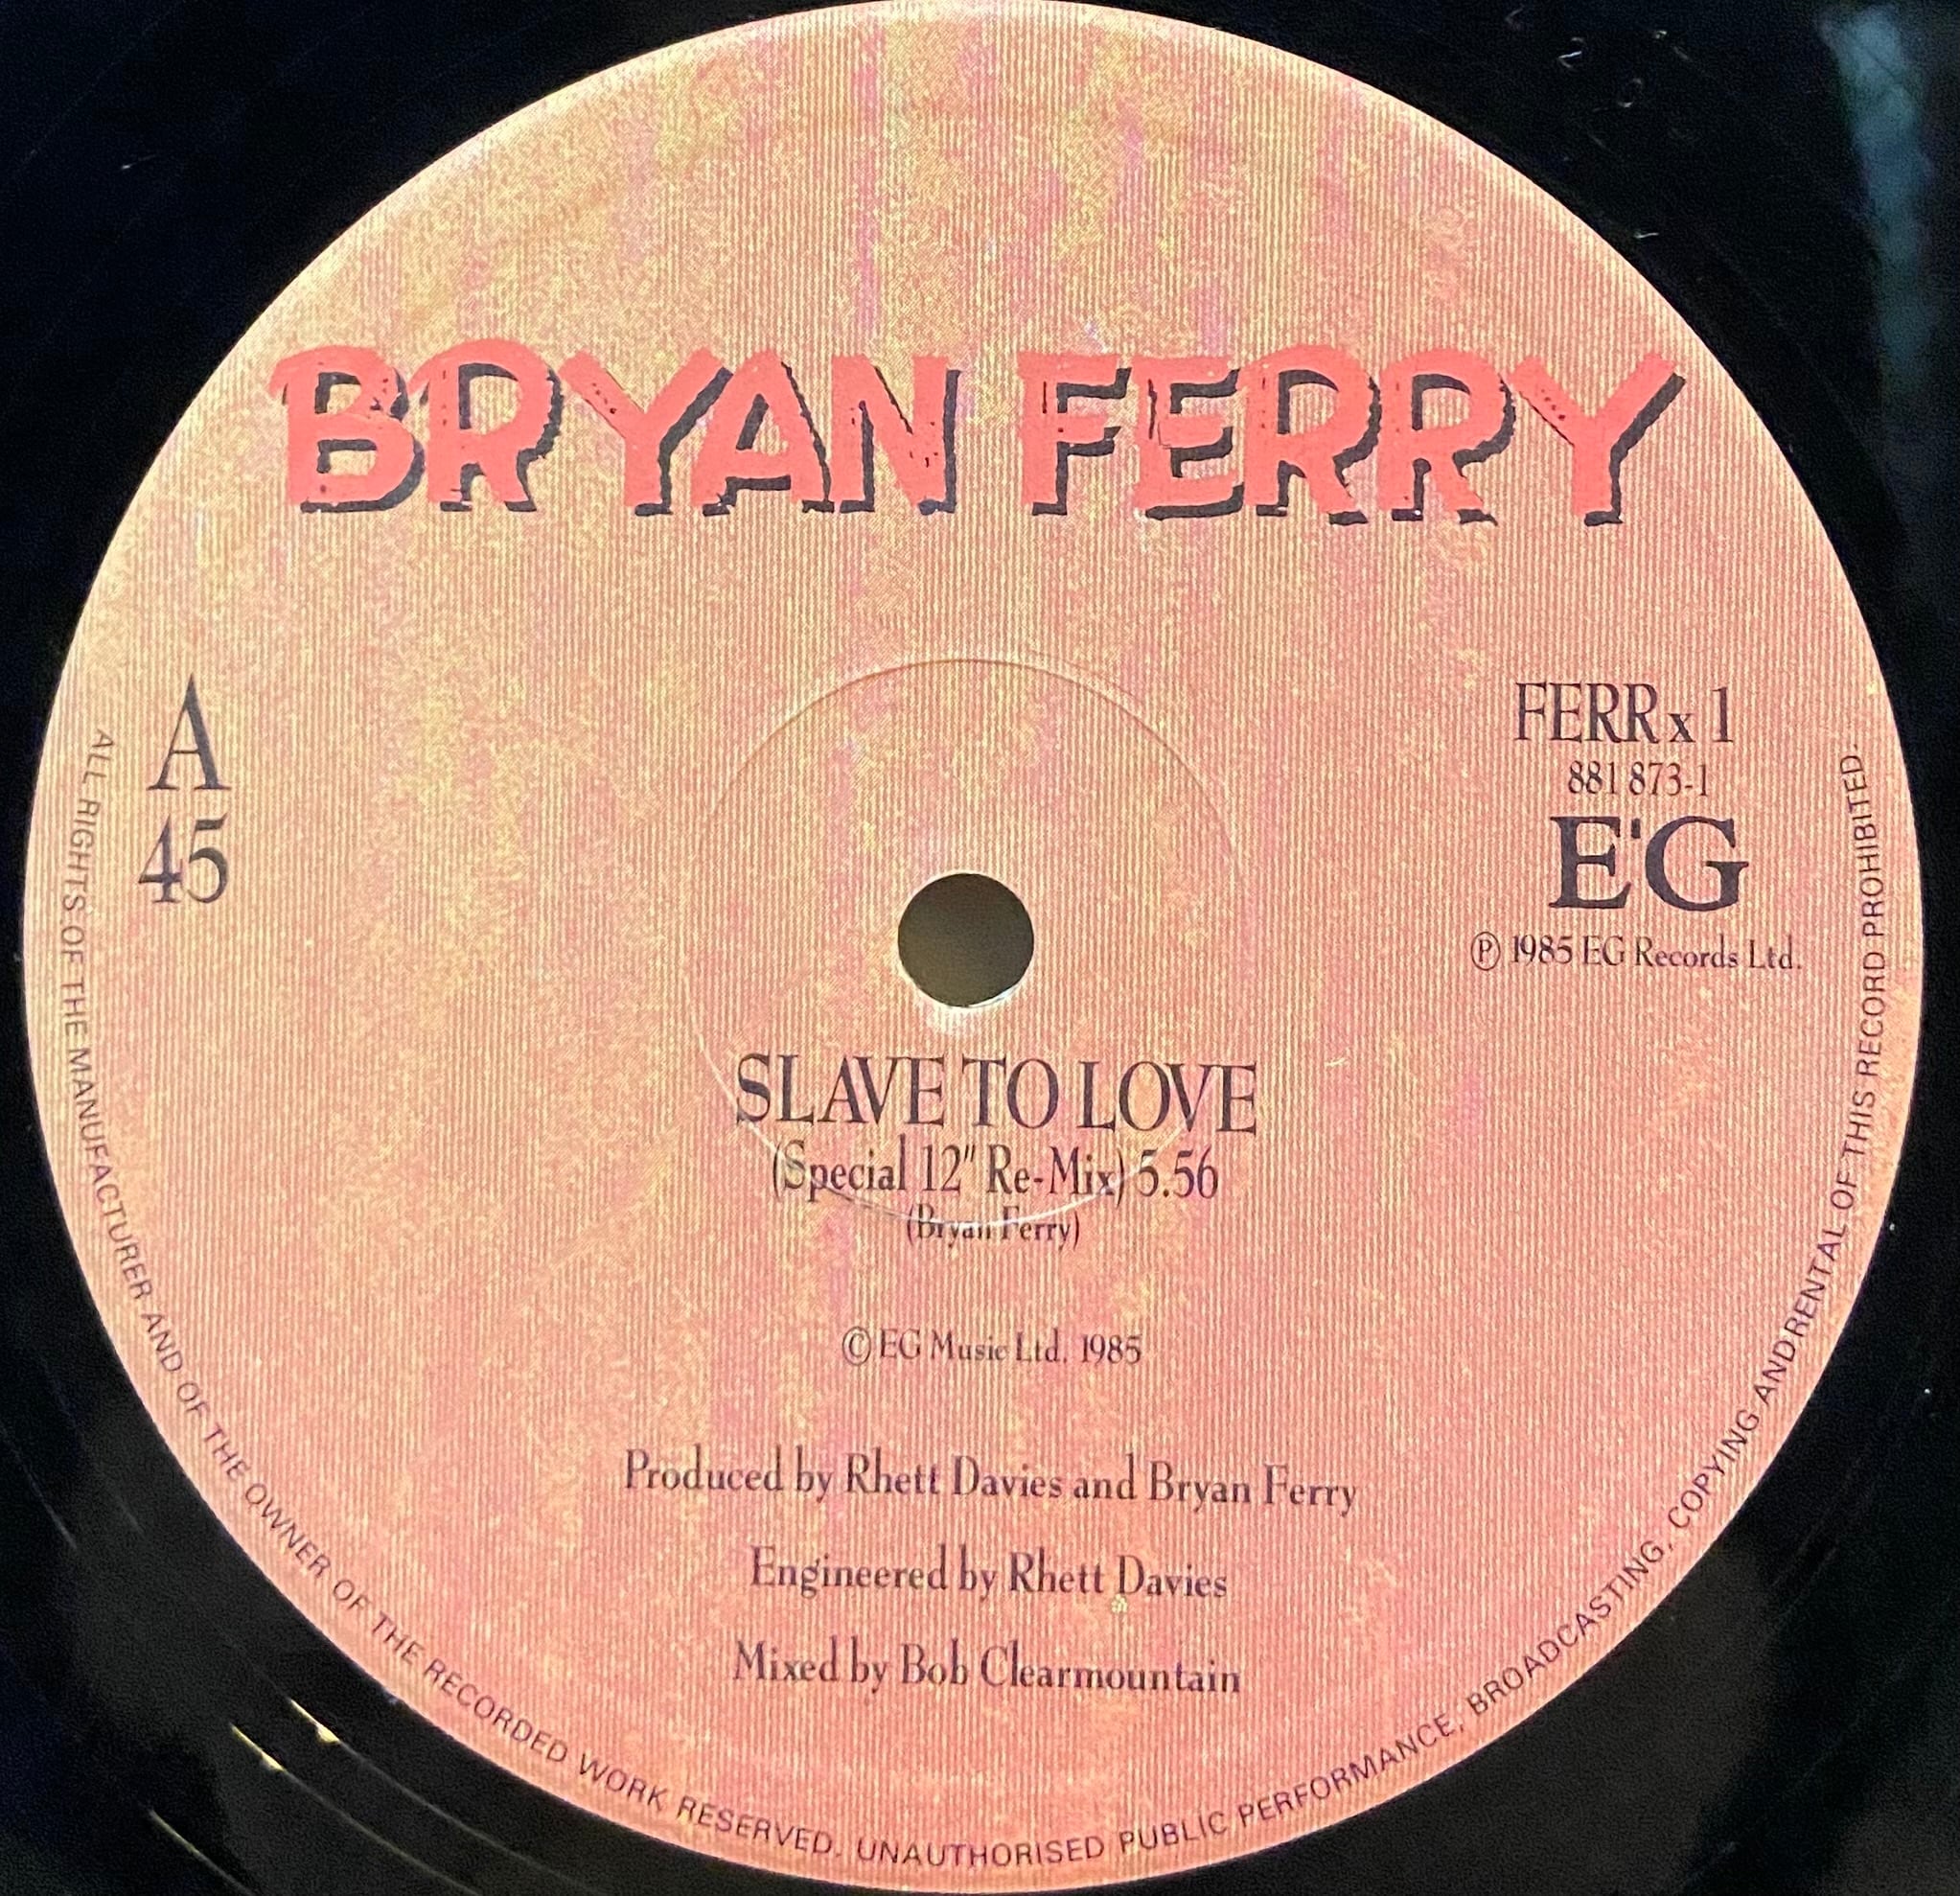 BRYAN FERRY
A
45
FERR x 1
881 873-1
E'G
℗ 1985 EG Records Ltd.
SLAVE TO LOVE
(Special 12" Re-Mix) 5.56
(Bryan Ferry)
© EG Music Ltd. 1985
Produced by Rhett Davies and Bryan Ferry
Engineered by Rhett Davies
Mixed by Bob Clearmountain
ALL RIGHTS OF THE MANUFACTURER AND OF THE OWNER OF THE RECORDED WORK RESERVED. UNAUTHORISED PUBLIC PERFORMANCE, BROADCASTING, COPYING AND RENTAL OF THIS RECORD PROHIBITED.